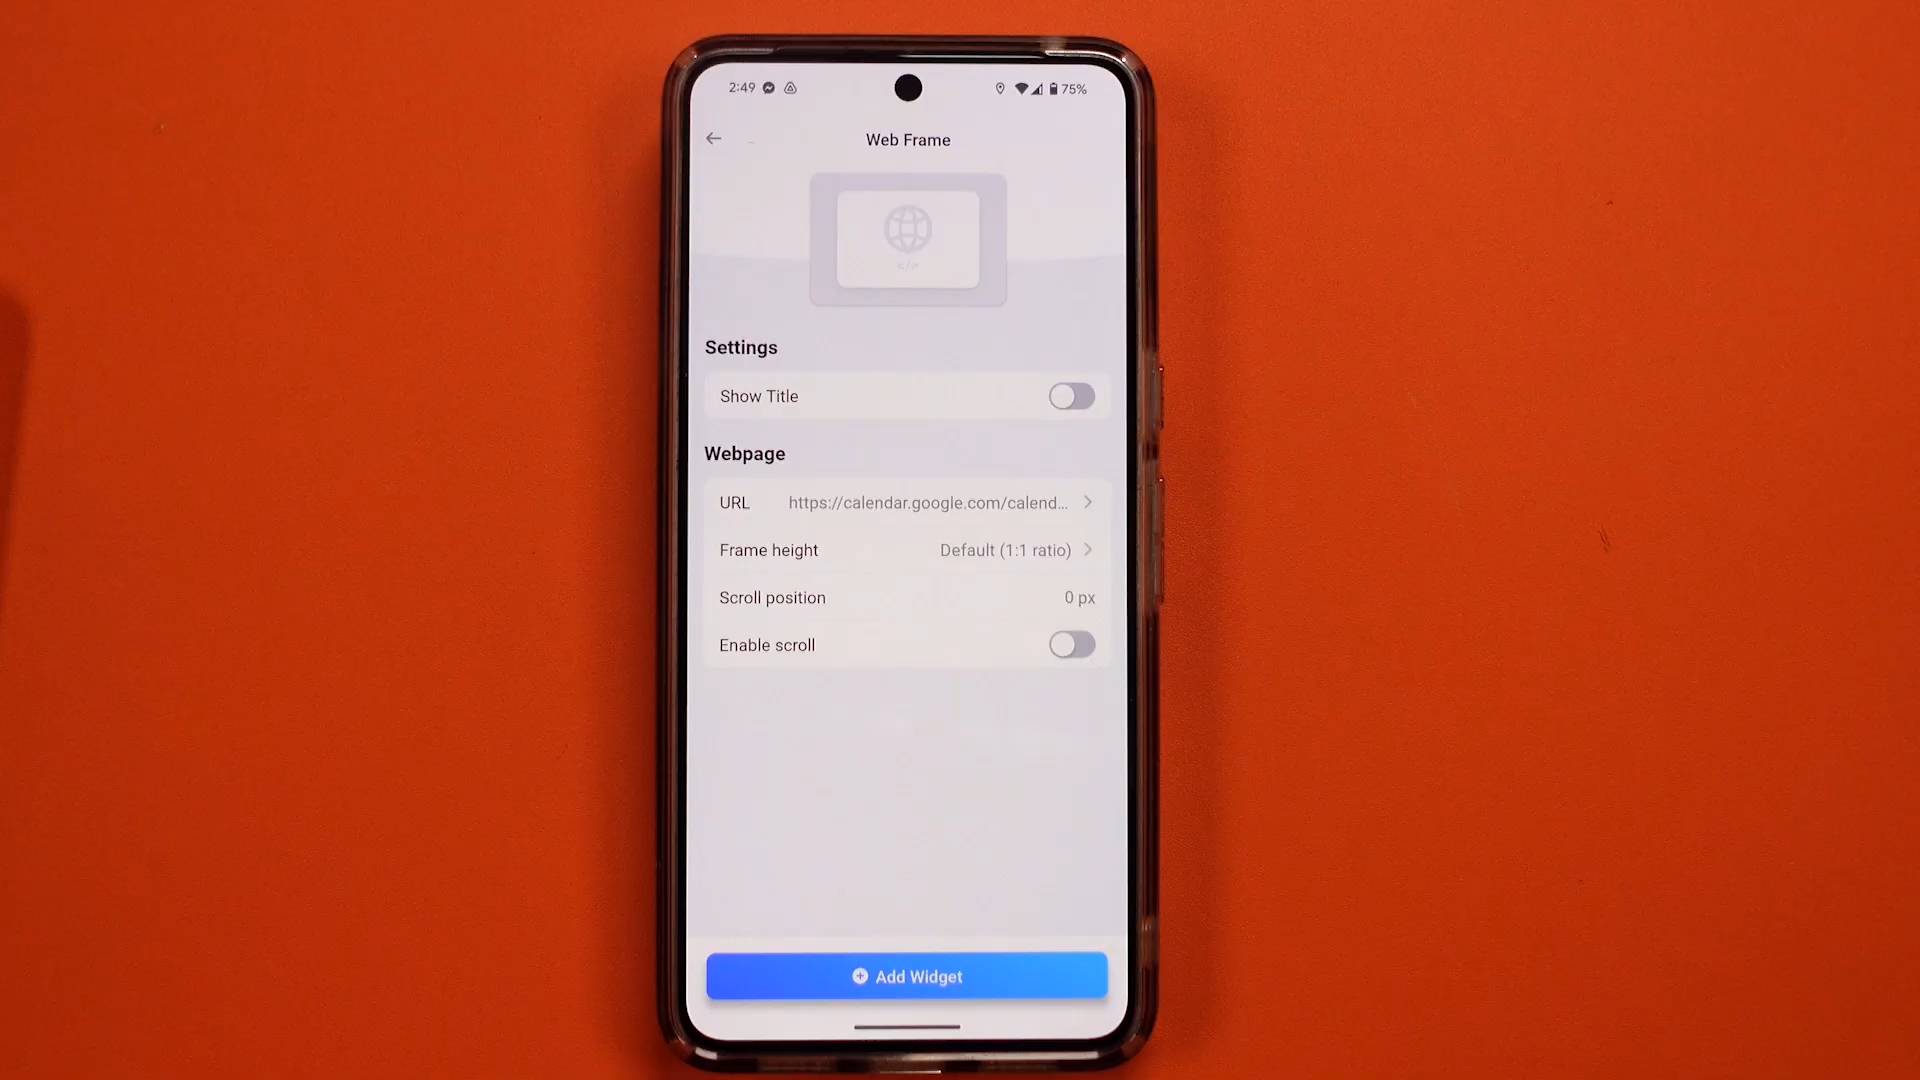 2:49 75%
Web Frame
</>
Settings
Show Title
Webpage
URL https://calendar.google.com/calend...
Frame height Default (1:1 ratio)
Scroll position 0 px
Enable scroll
Add Widget